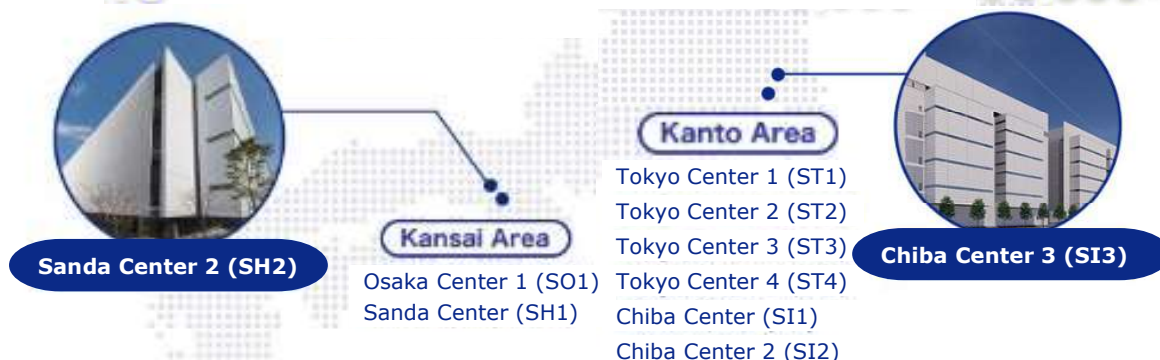 Sanda Center 2 (SH2)
Kansai Area
Osaka Center 1 (SO1)
Sanda Center (SH1)
Kanto Area
Tokyo Center 1 (ST1)
Tokyo Center 2 (ST2)
Tokyo Center 3 (ST3)
Tokyo Center 4 (ST4)
Chiba Center (SI1)
Chiba Center 2 (SI2)
Chiba Center 3 (SI3)